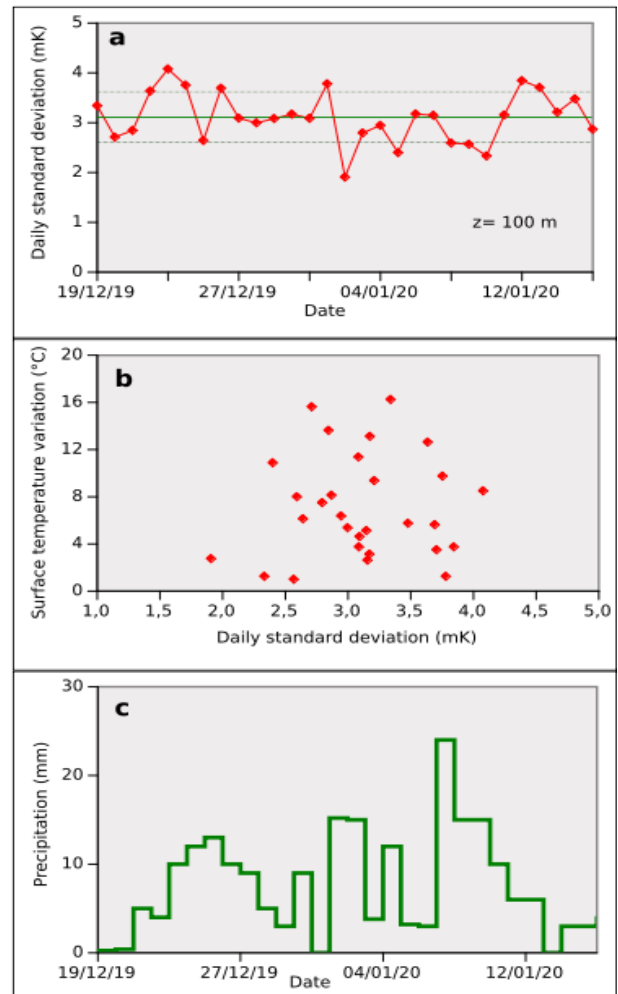 a
Daily standard deviation (mK)
5
4
3
2
1
0
z= 100 m
19/12/19 27/12/19 04/01/20 12/01/20
Date
b
Surface temperature variation (°C)
20
16
12
8
4
0
1,0 1,5 2,0 2,5 3,0 3,5 4,0 4,5 5,0
Daily standard deviation (mK)
c
Precipitation (mm)
30
20
10
0
19/12/19 27/12/19 04/01/20 12/01/20
Date